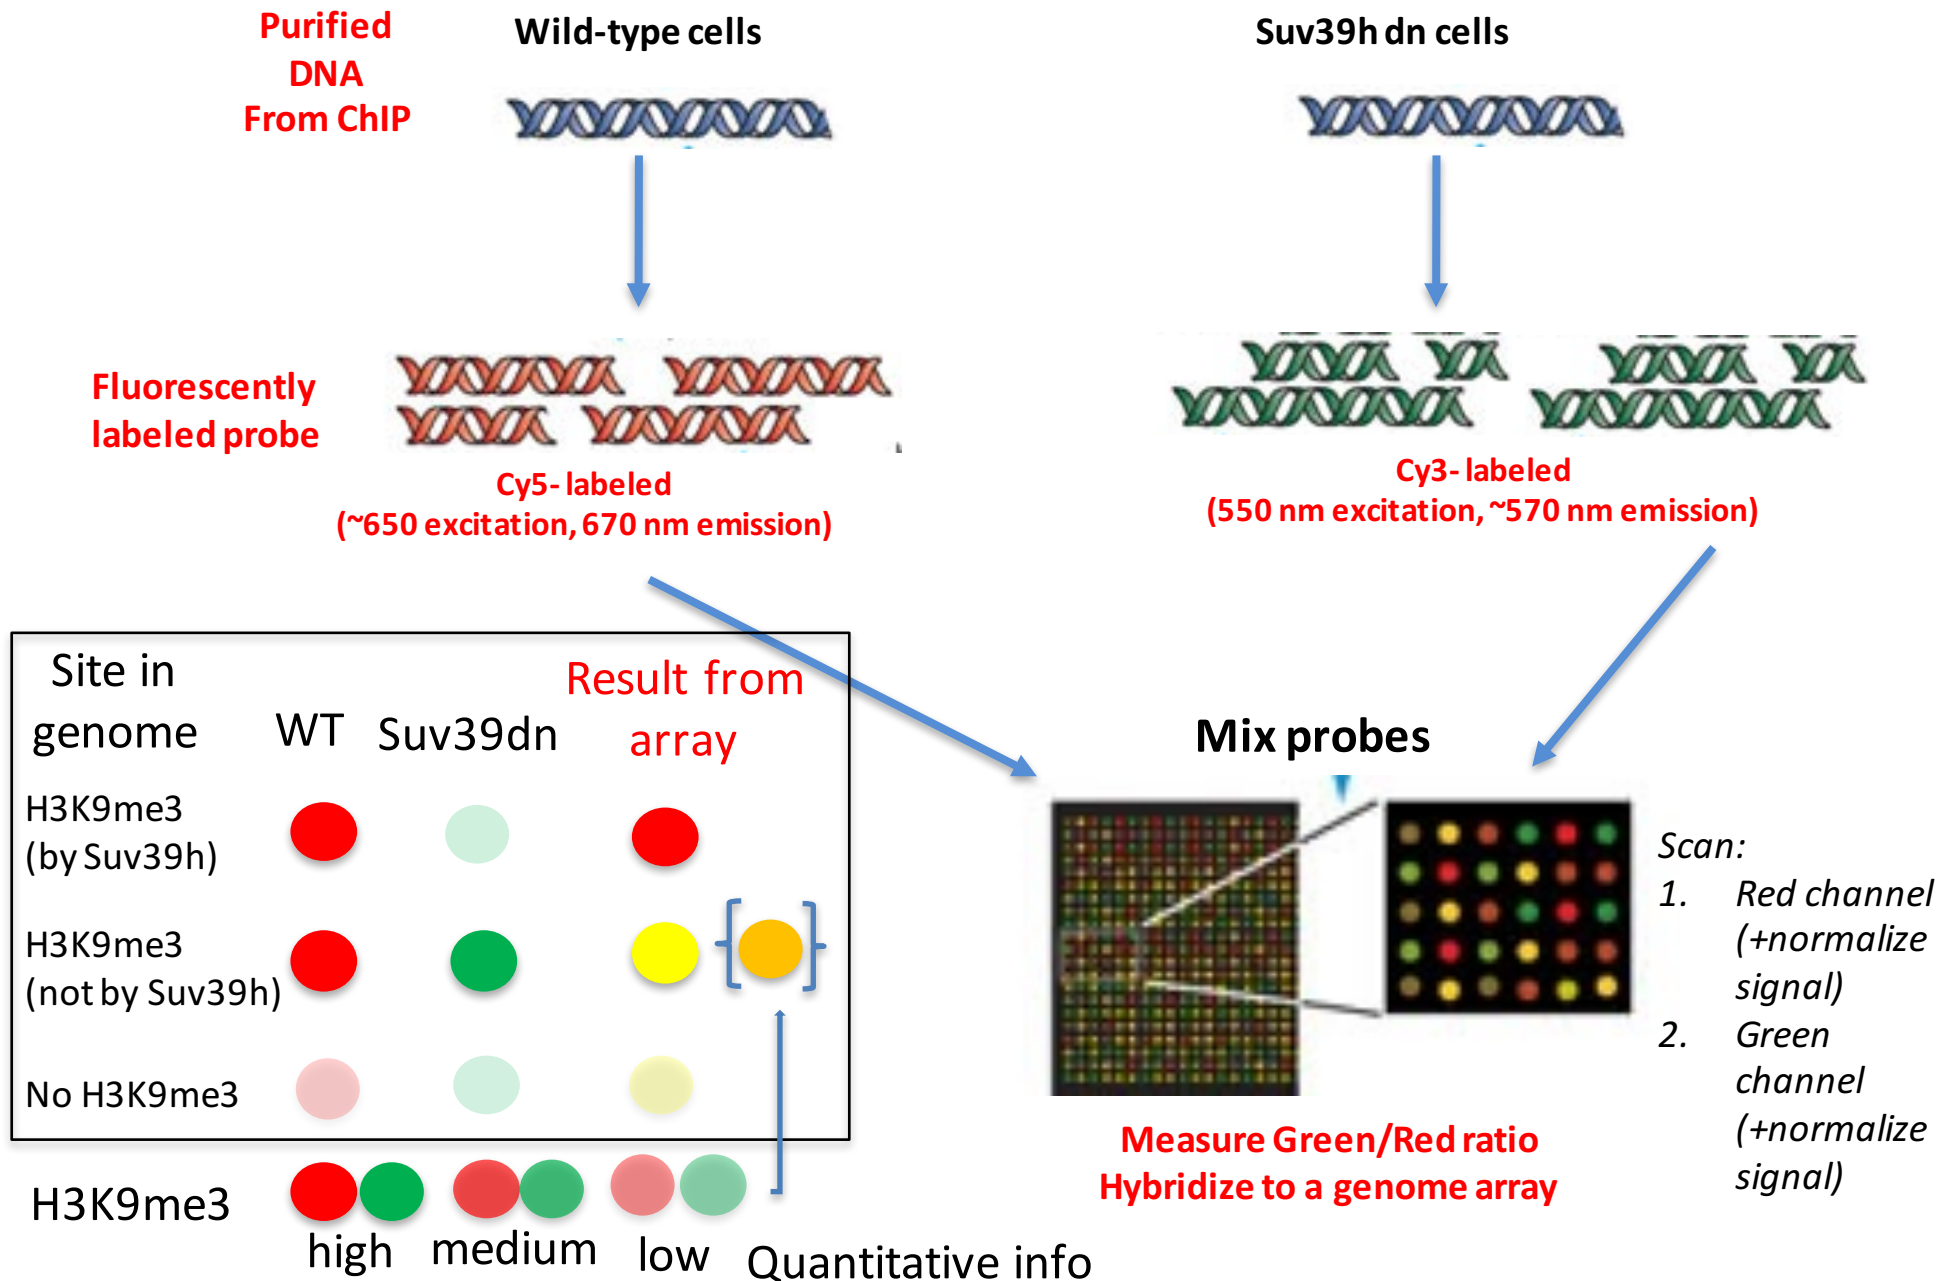 Purified
DNA
From ChIP
Wild-type cells
Suv39h dn cells
Fluorescently
labeled probe
Cy5- labeled
(~650 excitation, 670 nm emission)
Cy3- labeled
(550 nm excitation, ~570 nm emission)
Site in
genome
WT
Suv39dn
Result from
array
H3K9me3
(by Suv39h)
H3K9me3
(not by Suv39h)
No H3K9me3
H3K9me3
high
medium
low
Quantitative info
Mix probes
Scan:
1. Red channel
(+normalize
signal)
2. Green
channel
(+normalize
signal)
Measure Green/Red ratio
Hybridize to a genome array